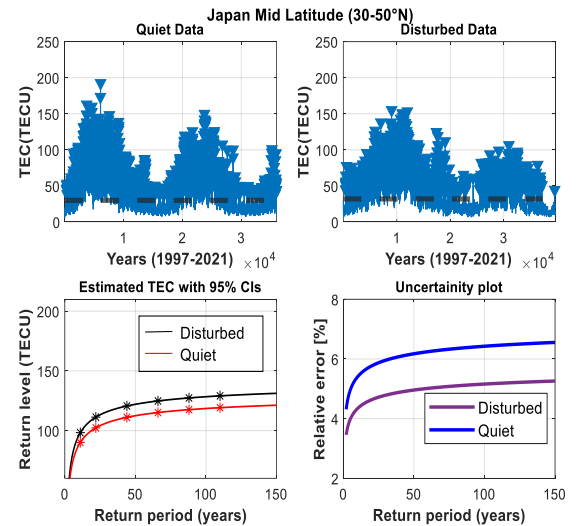 Japan Mid Latitude (30-50°N)
Quiet Data
Disturbed Data
250
200
150
100
50
0
TEC(TECU)
1
2
3
Years (1997-2021)
×10^4
250
200
150
100
50
0
TEC(TECU)
1
2
3
Years (1997-2021)
×10^4
Estimated TEC with 95% CIs
Uncertainity plot
200
150
100
Return level (TECU)
Disturbed
Quiet
0
50
100
150
Return period (years)
8
6
4
2
Relative error [%]
Disturbed
Quiet
0
50
100
150
Return period (years)